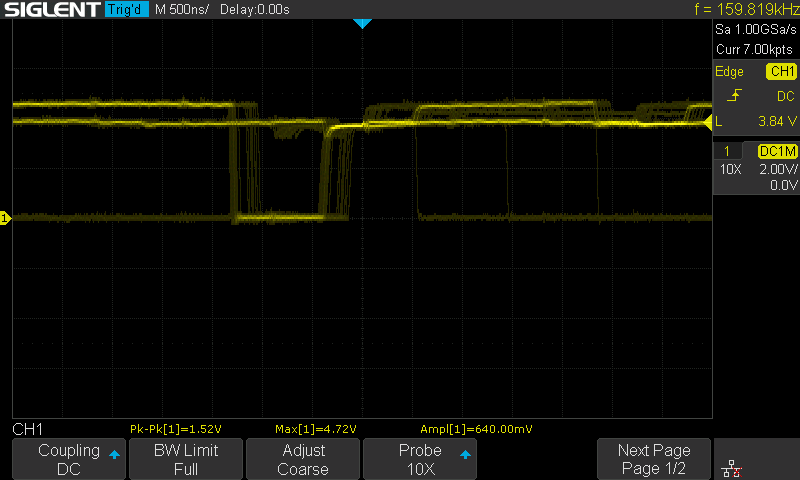 SIGLENT Trig'd M 500ns/ Delay:0.00s f = 159.819kHz
Sa 1.00GSa/s
Curr 7.00kpts
Edge CH1
DC
L 3.84 V
1 DC1M
10X 2.00V/
0.0V
1
CH1 Pk-Pk[1]=1.52V Max[1]=4.72V Ampl[1]=640.00mV
Coupling DC
BW Limit Full
Adjust Coarse
Probe 10X
Next Page Page 1/2